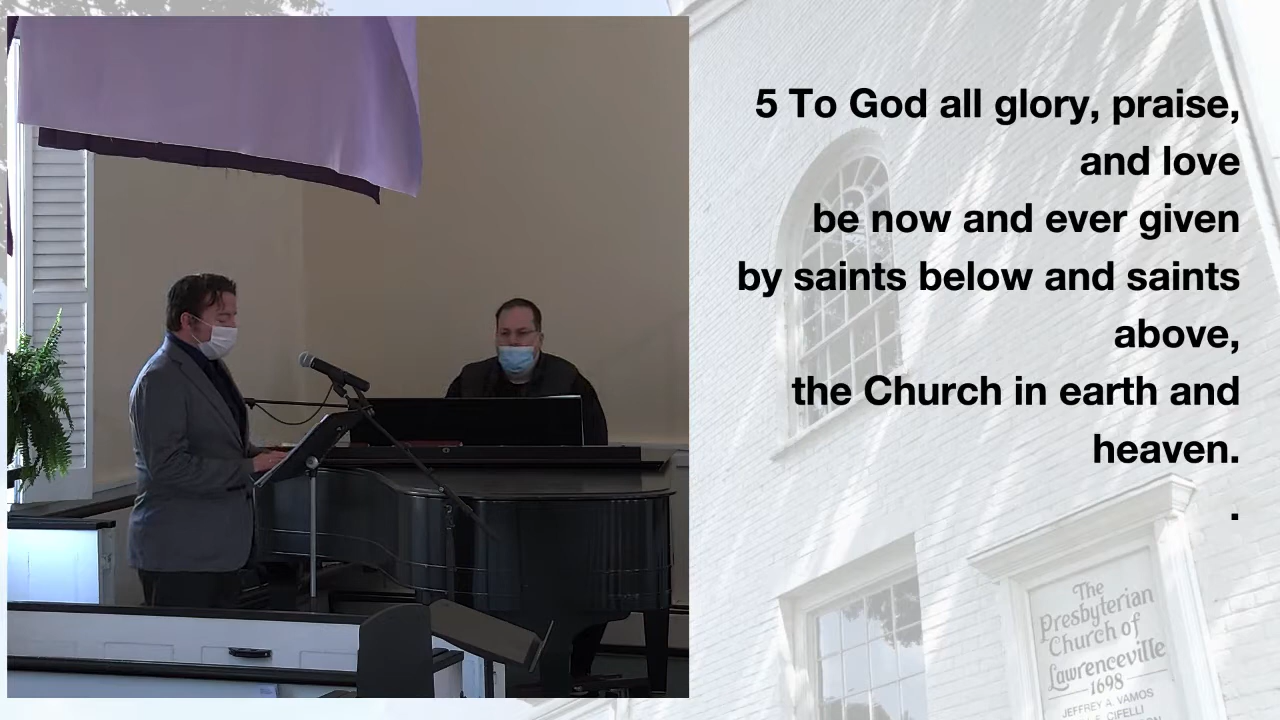 5 To God all glory, praise,
and love
be now and ever given
by saints below and saints
above,
the Church in earth and
heaven.
.
The
Presbyterian
Church of
Lawrenceville
1698
JEFFREY A. VAMOS
CIFELLI